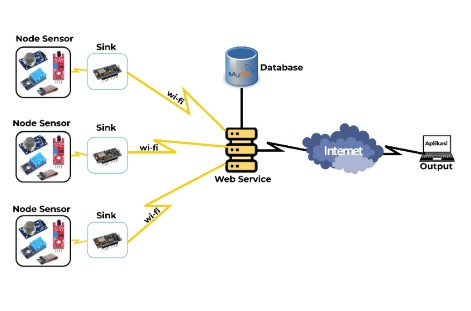 Node Sensor
Sink
wi-fi
MySQL
Database
Node Sensor
Sink
wi-fi
Web Service
Internet
Aplikasi
Output
Node Sensor
Sink
wi-fi